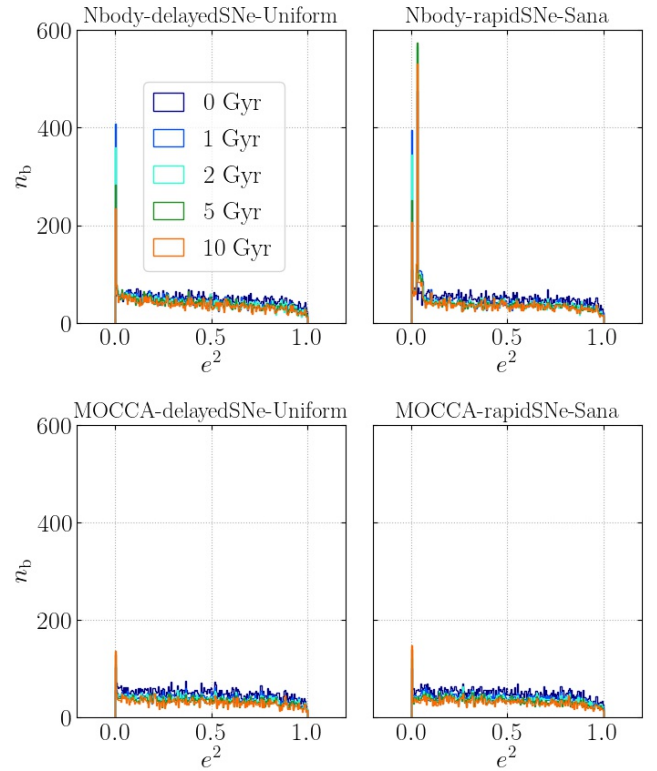 Nbody-delayedSNe-Uniform
Nbody-rapidSNe-Sana
600
400
200
0
n_b
0 Gyr
1 Gyr
2 Gyr
5 Gyr
10 Gyr
0.0 0.5 1.0
e²
0.0 0.5 1.0
e²
MOCCA-delayedSNe-Uniform
MOCCA-rapidSNe-Sana
600
400
200
0
n_b
0.0 0.5 1.0
e²
0.0 0.5 1.0
e²